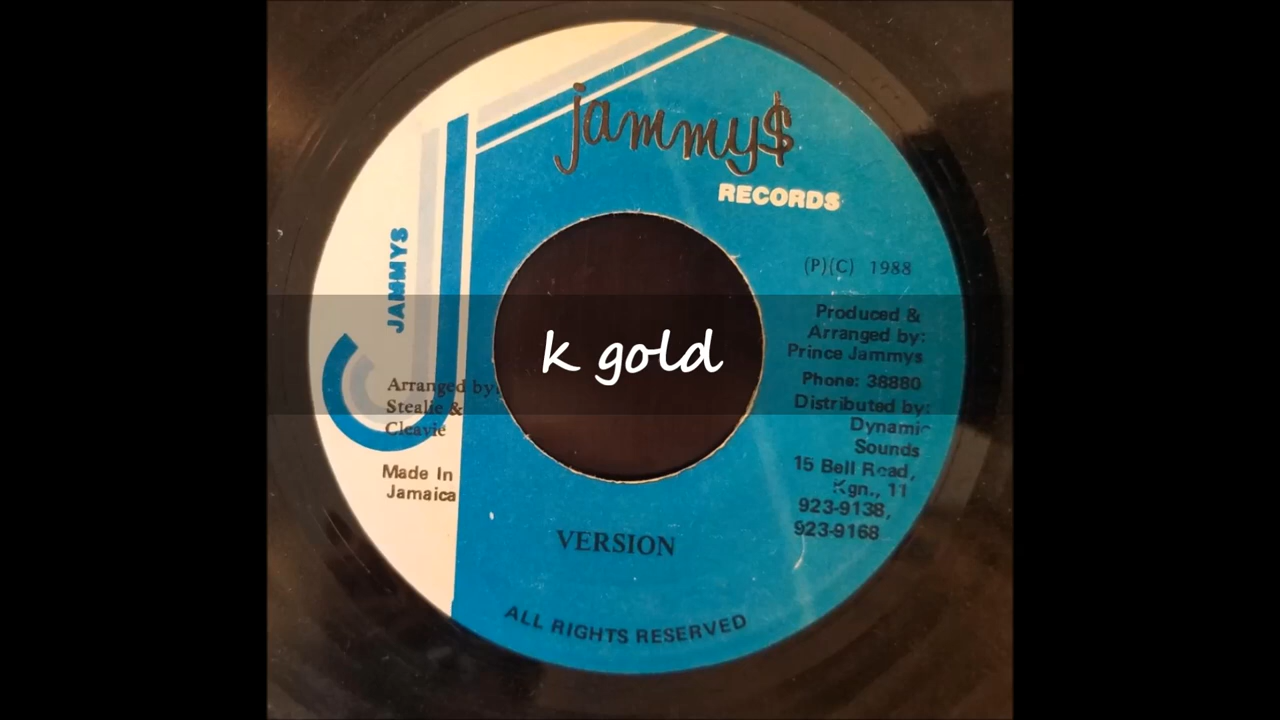 jammy$
RECORDS
JAMMYS
(P)(C) 1988
Produced &
Arranged by:
Prince Jammys
Phone: 38880
Distributed by:
Dynamic
Sounds
15 Bell Road,
Kgn., 11
923-9138,
923-9168
k gold
Arranged by
Stealie &
Cleavie
Made In
Jamaica
VERSION
ALL RIGHTS RESERVED